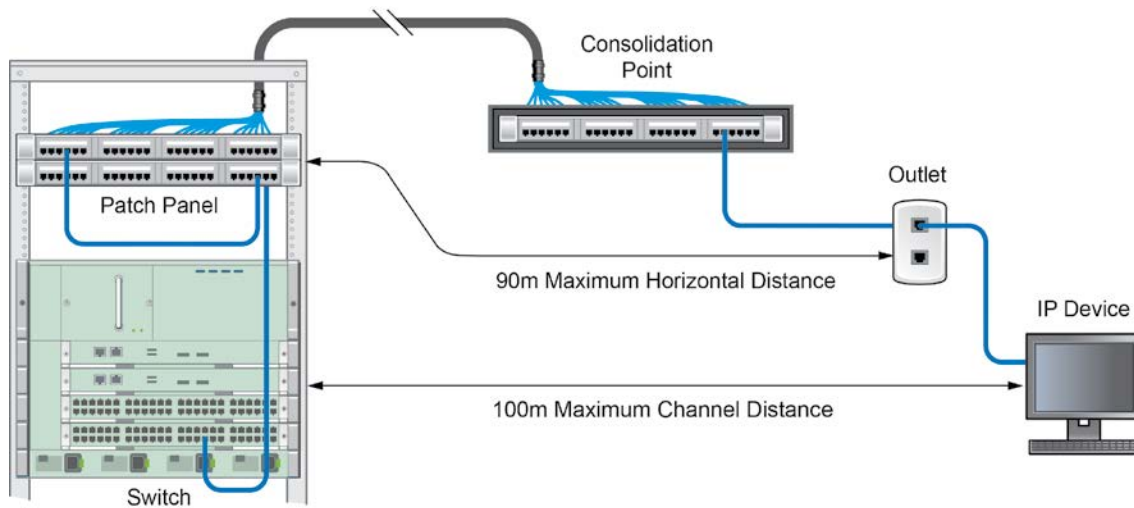 Consolidation
Point
Outlet
Patch Panel
90m Maximum Horizontal Distance
IP Device
100m Maximum Channel Distance
Switch